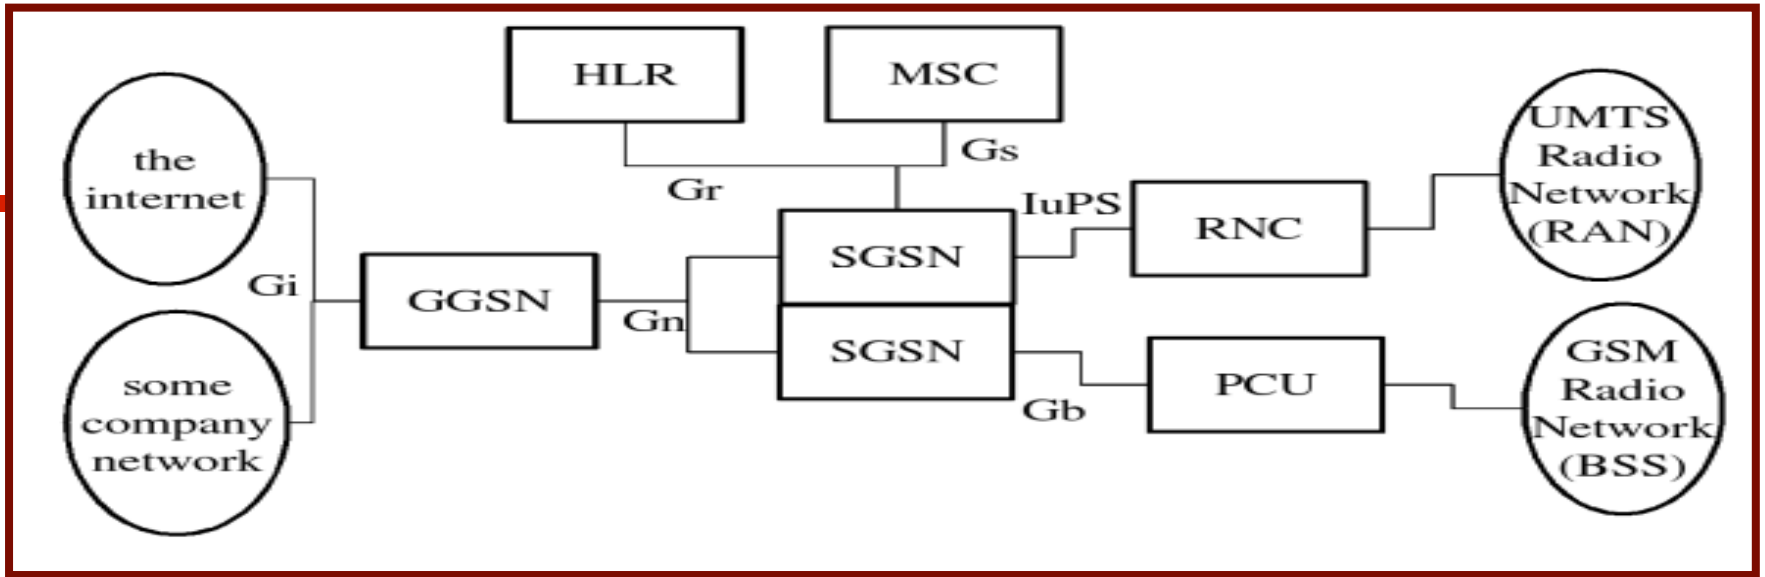 HLR
MSC
the
internet
Gr
Gs
IuPS
RNC
UMTS
Radio
Network
(RAN)
Gi
GGSN
Gn
SGSN
SGSN
Gb
PCU
some
company
network
GSM
Radio
Network
(BSS)